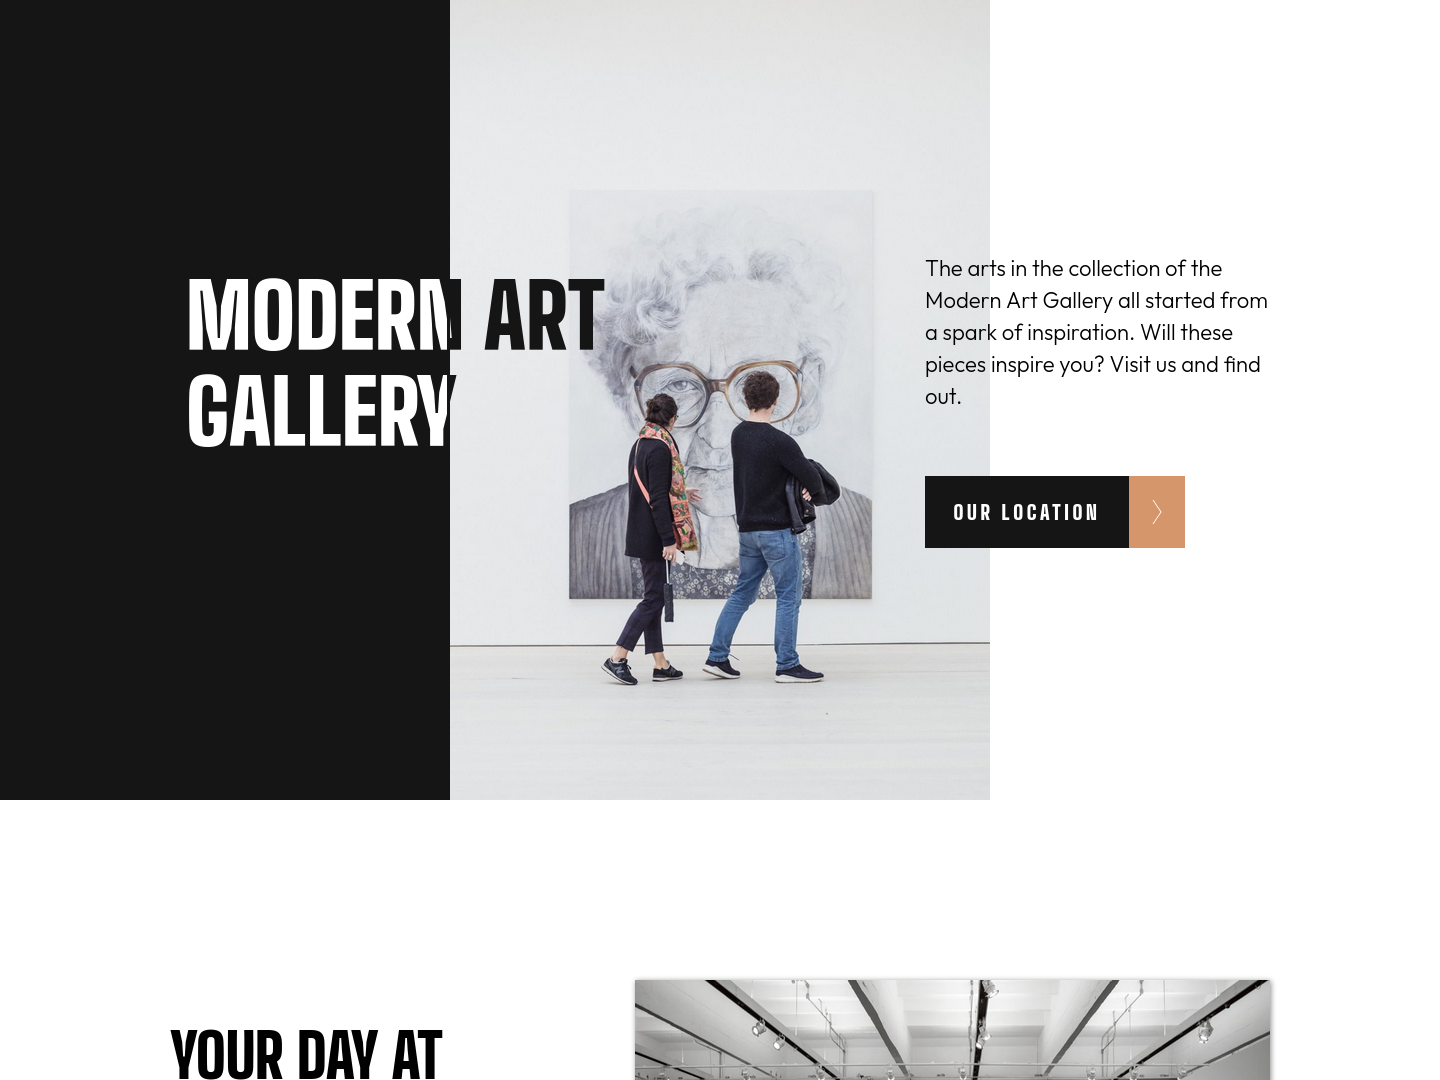 MODERN ART
GALLERY
The arts in the collection of the
Modern Art Gallery all started from
a spark of inspiration. Will these
pieces inspire you? Visit us and find
out.
OUR LOCATION
YOUR DAY AT